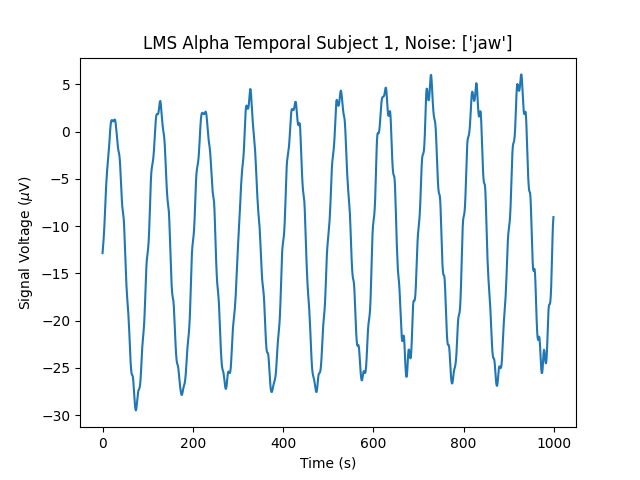 LMS Alpha Temporal Subject 1, Noise: ['jaw']
Signal Voltage (μV)
5
0
−5
−10
−15
−20
−25
−30
0 200 400 600 800 1000
Time (s)